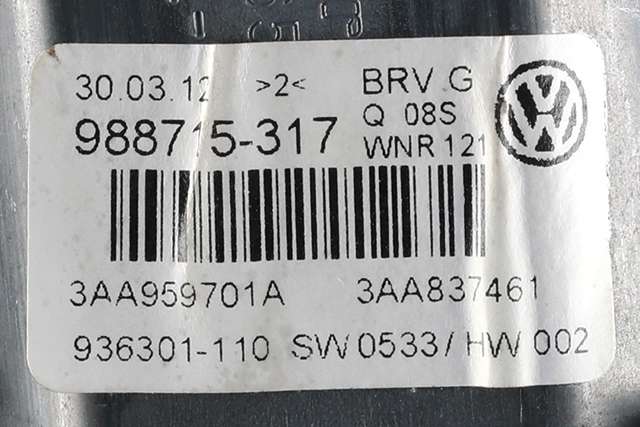 30.03.12 >2< BRV G
988715-317 Q 08S
WNR 121
3AA959701A 3AA837461
936301-110 SW 0533/ HW 002